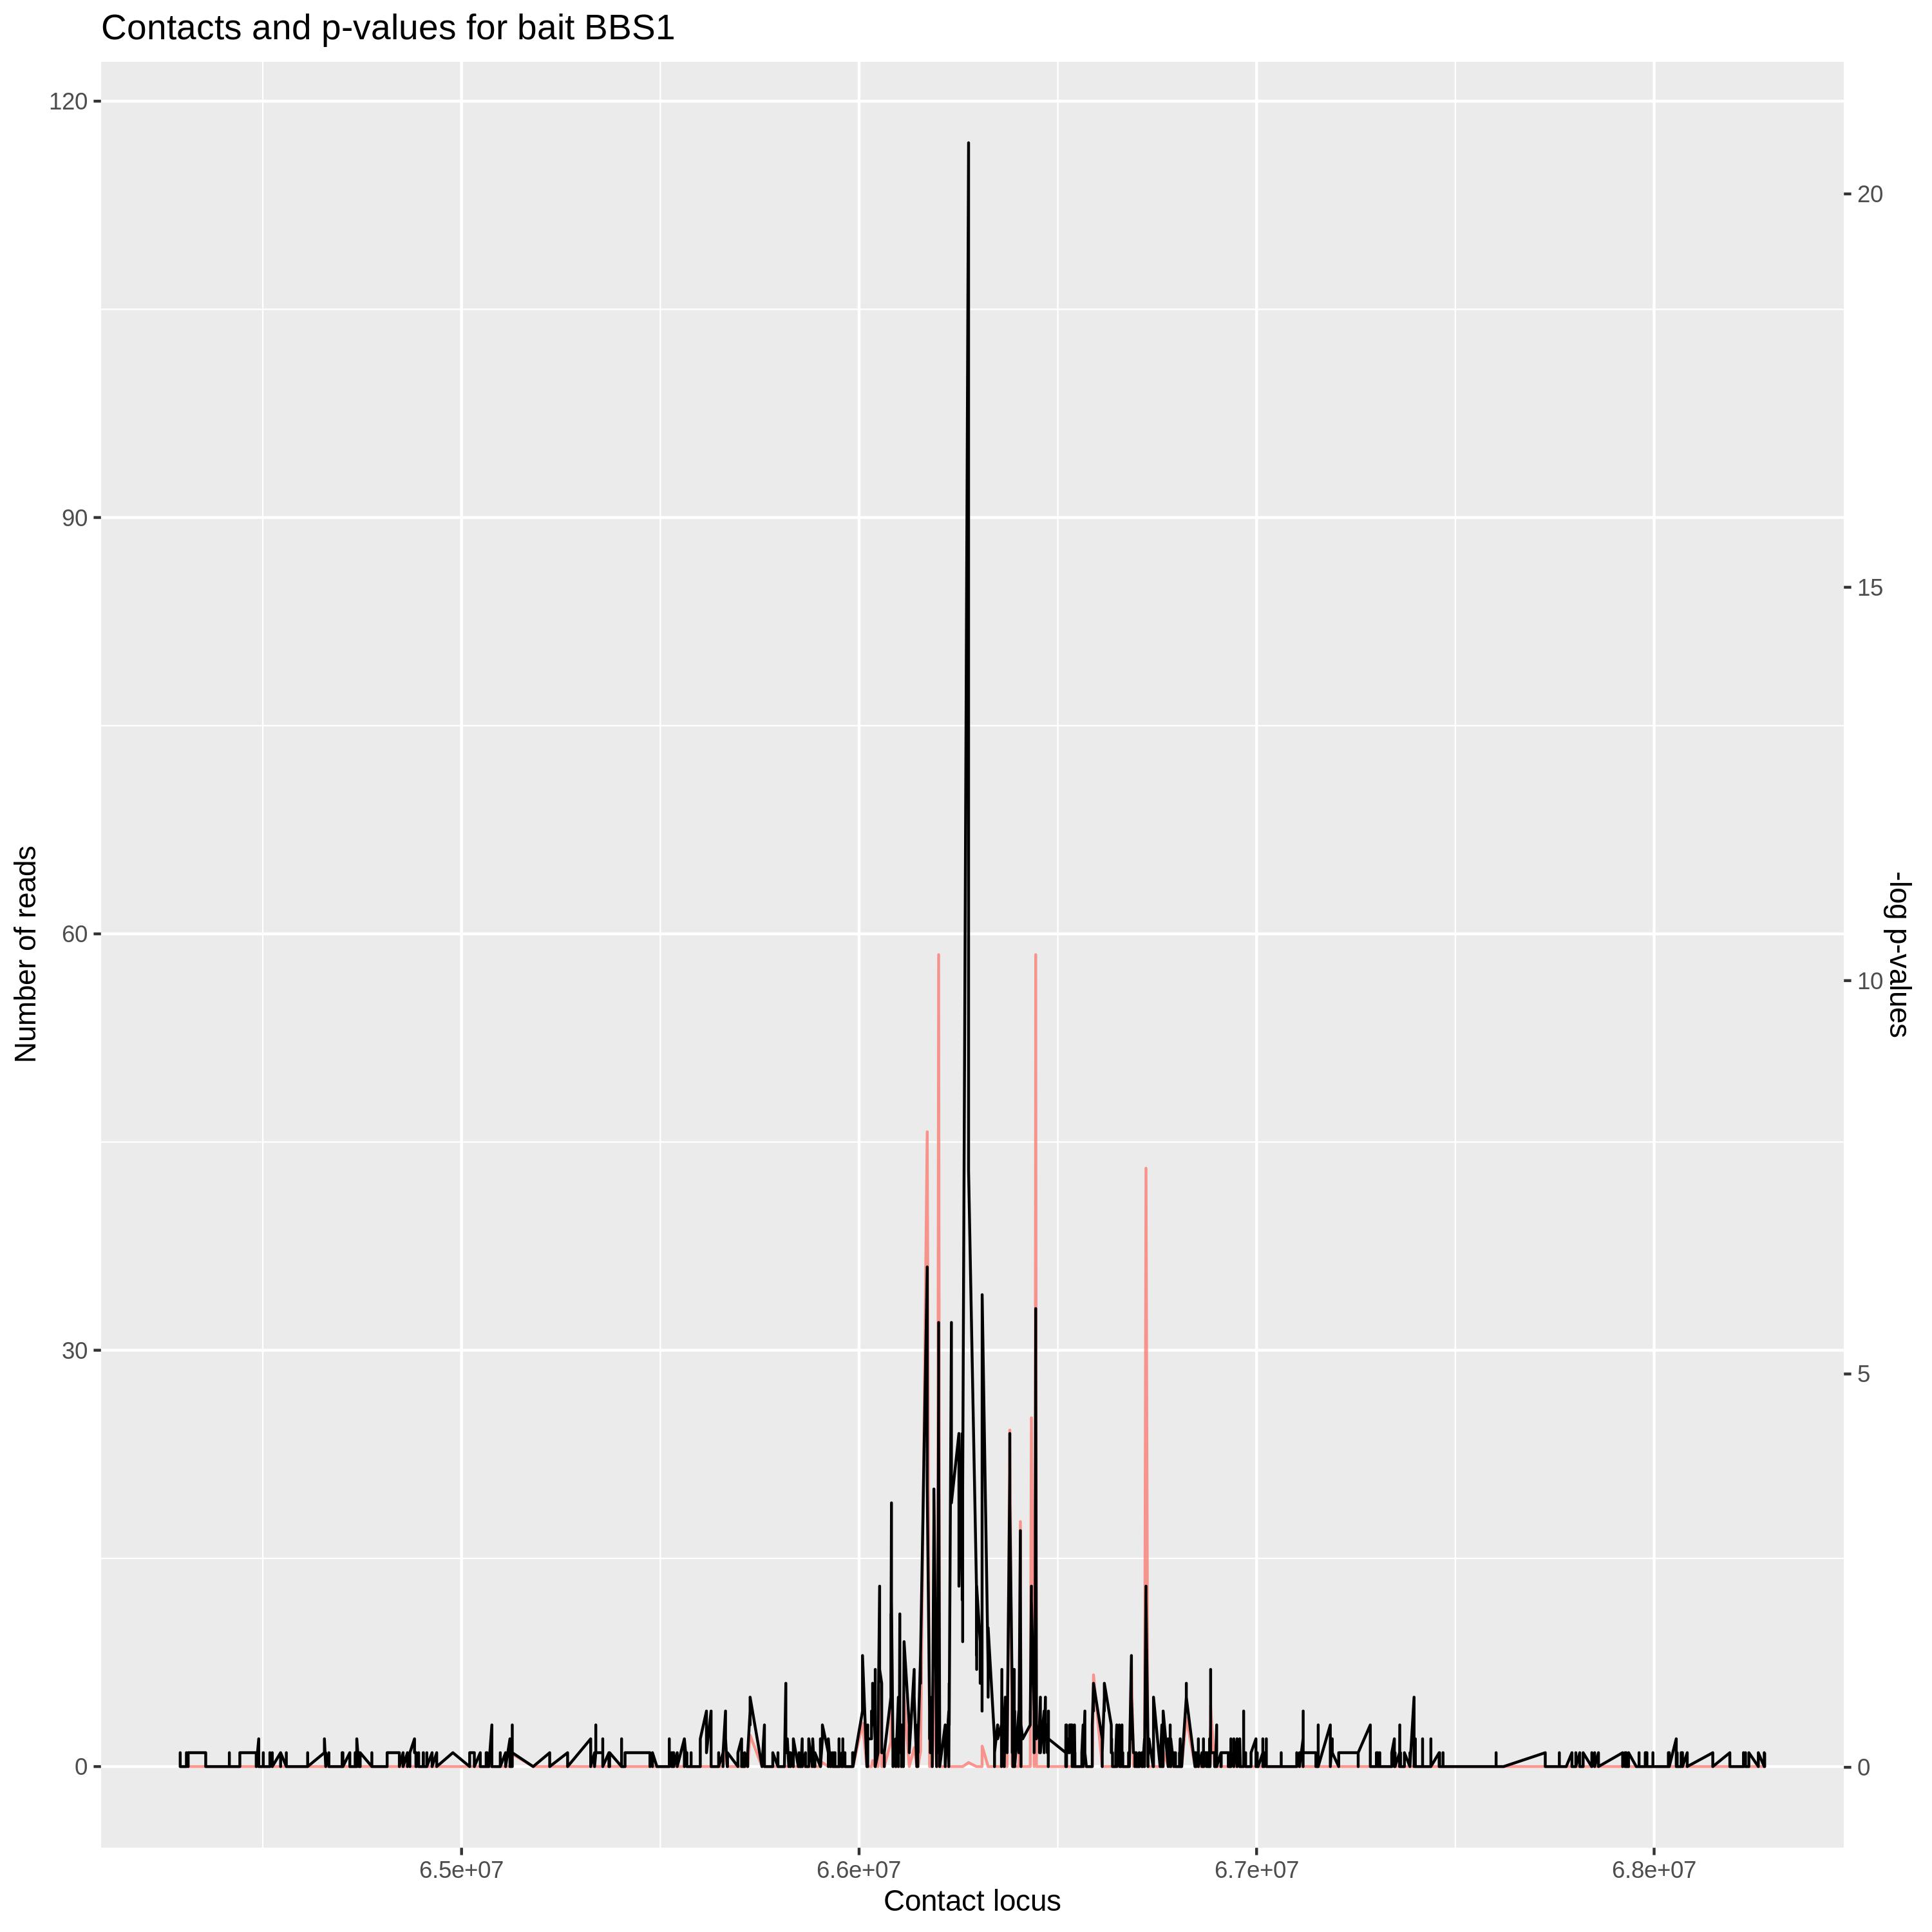 Contacts and p-values for bait BBS1
120
90
60
30
0
Number of reads
20
15
10
5
0
-log p-values
6.5e+07
6.6e+07
6.7e+07
6.8e+07
Contact locus